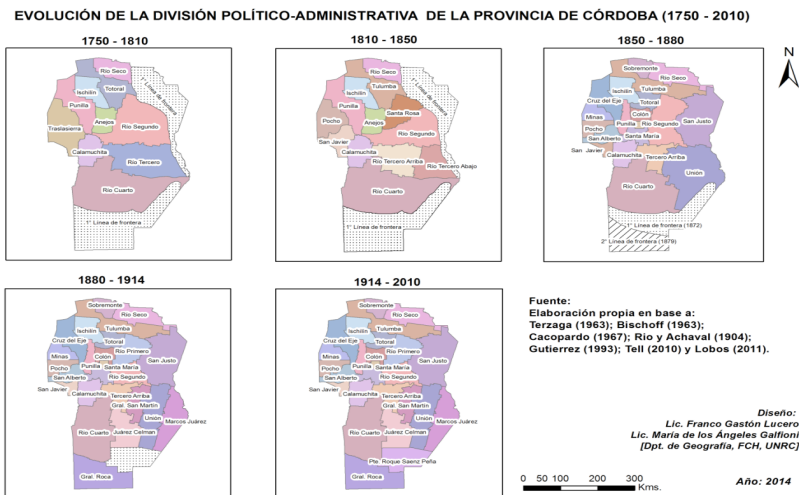 EVOLUCIÓN DE LA DIVISIÓN POLÍTICO-ADMINISTRATIVA DE LA PROVINCIA DE CÓRDOBA (1750 - 2010)
1750 - 1810
Río Seco
Ischilín
Totoral
1° Línea de frontera
Punilla
Traslasierra
Anejos
Río Segundo
Calamuchita
Río Tercero
Río Cuarto
1° Línea de frontera
1810 - 1850
Río Seco
Tulumba
1° Línea de frontera
Ischilín
Punilla
Santa Rosa
Pocho
Anejos
Río Segundo
San Javier
Calamuchita
Río Tercero Arriba
Río Tercero Abajo
Río Cuarto
1° Línea de frontera
1850 - 1880
Sobremonte
Río Seco
Ischilín
Tulumba
Cruz del Eje
Totoral
Minas
Colón
San Justo
Pocho
Punilla
Río Segundo
San Alberto
Santa María
San Javier
Calamuchita
Tercero Arriba
Unión
Río Cuarto
1° Línea de frontera (1872)
2° Línea de frontera (1879)
N
1880 - 1914
Sobremonte
Río Seco
Ischilín
Tulumba
Cruz del Eje
Totoral
Río Primero
Minas
Colón
San Justo
Pocho
Punilla
Santa María
San Alberto
Río Segundo
San Javier
Calamuchita
Tercero Arriba
Gral. San Martín
Unión
Marcos Juárez
Río Cuarto
Juárez Celman
Gral. Roca
1914 - 2010
Sobremonte
Río Seco
Ischilín
Tulumba
Cruz del Eje
Totoral
Río Primero
Minas
Colón
San Justo
Pocho
Punilla
Santa María
San Alberto
Río Segundo
San Javier
Calamuchita
Tercero Arriba
Gral. San Martín
Unión
Marcos Juárez
Río Cuarto
Juárez Celman
Pte. Roque Saenz Peña
Gral. Roca
Fuente:
Elaboración propia en base a:
Terzaga (1963); Bischoff (1963);
Cacopardo (1967); Rio y Achaval (1904);
Gutierrez (1993); Tell (2010) y Lobos (2011).
Diseño:
Lic. Franco Gastón Lucero
Lic. María de los Ángeles Galfioni
[Dpt. de Geografía, FCH, UNRC]
0 50 100 200 300
Kms.
Año: 2014